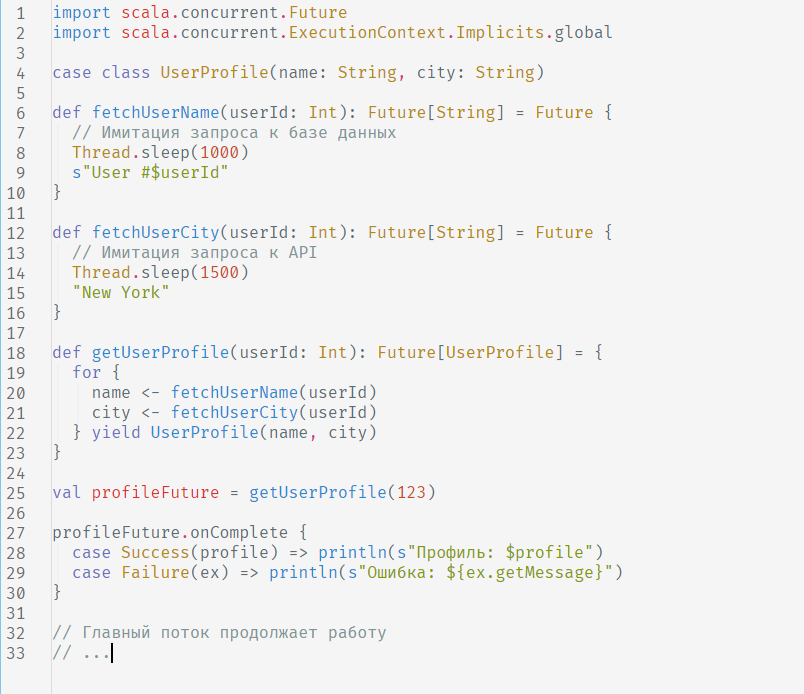 1 import scala.concurrent.Future
2 import scala.concurrent.ExecutionContext.Implicits.global
3
4 case class UserProfile(name: String, city: String)
5
6 def fetchUserName(userId: Int): Future[String] = Future {
7   // Имитация запроса к базе данных
8   Thread.sleep(1000)
9   s"User #$userId"
10 }
11
12 def fetchUserCity(userId: Int): Future[String] = Future {
13   // Имитация запроса к API
14   Thread.sleep(1500)
15   "New York"
16 }
17
18 def getUserProfile(userId: Int): Future[UserProfile] = {
19   for {
20     name <- fetchUserName(userId)
21     city <- fetchUserCity(userId)
22   } yield UserProfile(name, city)
23 }
24
25 val profileFuture = getUserProfile(123)
26
27 profileFuture.onComplete {
28   case Success(profile) => println(s"Профиль: $profile")
29   case Failure(ex) => println(s"Ошибка: ${ex.getMessage}")
30 }
31
32 // Главный поток продолжает работу
33 // ...